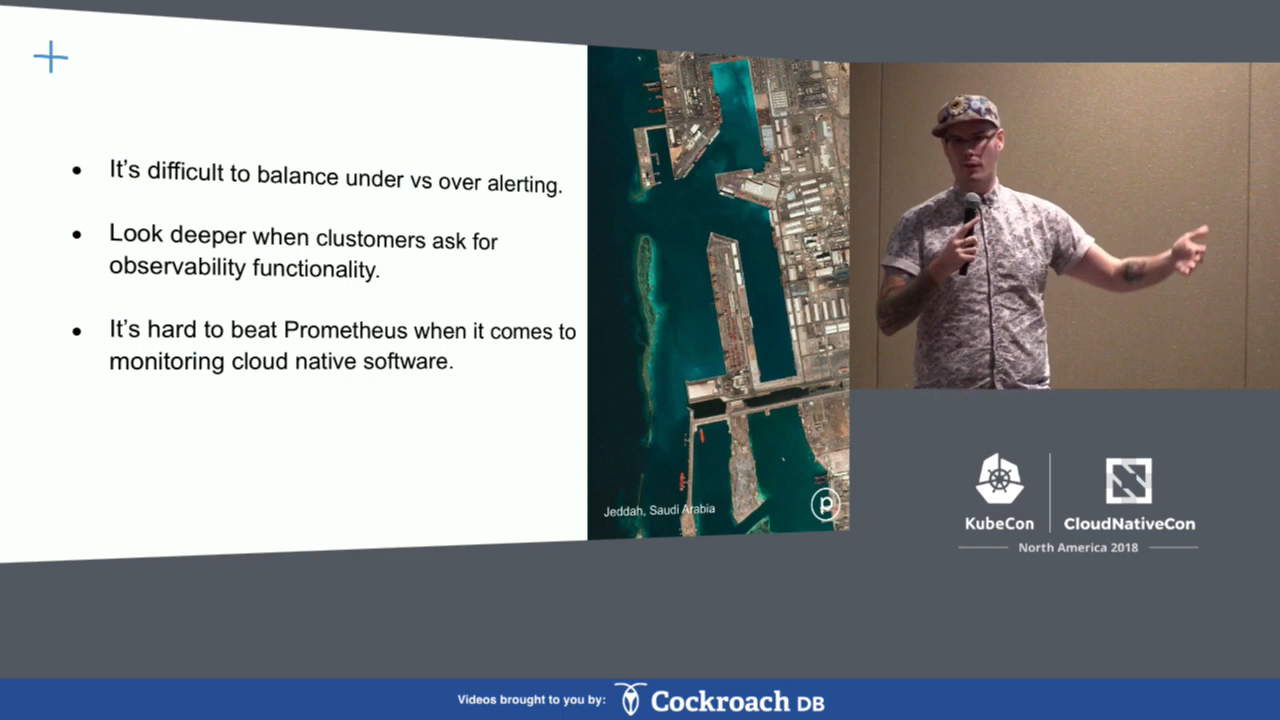 It’s difficult to balance under vs over alerting.
Look deeper when clustomers ask for
observability functionality.
It’s hard to beat Prometheus when it comes to
monitoring cloud native software.
Jeddah, Saudi Arabia
p
KubeCon
CloudNativeCon
North America 2018
Videos brought to you by:
Cockroach DB